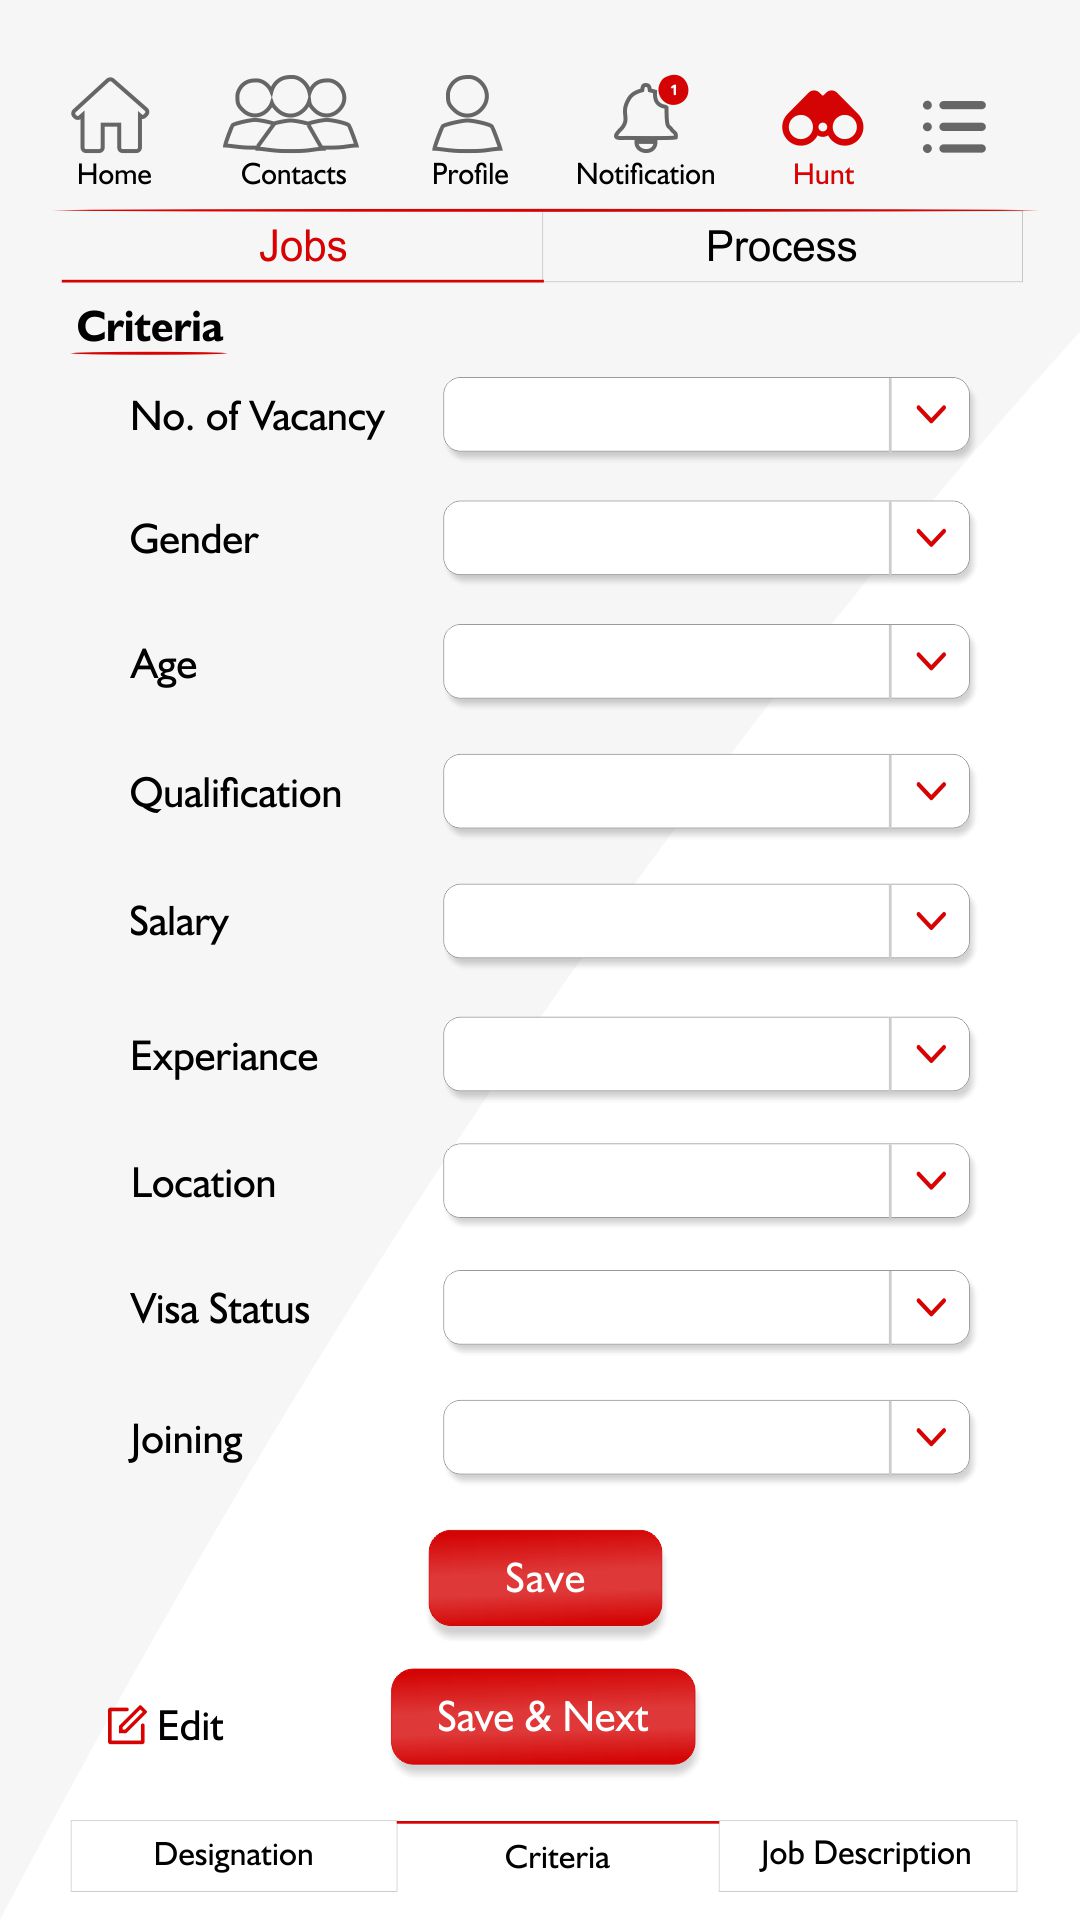 1
Home Contacts Profile Notification Hunt
Jobs Process
Criteria
No. of Vacancy
Gender
Age
Qualification
Salary
Experiance
Location
Visa Status
Joining
Save
Save & Next
Edit
Designation Criteria Job Description